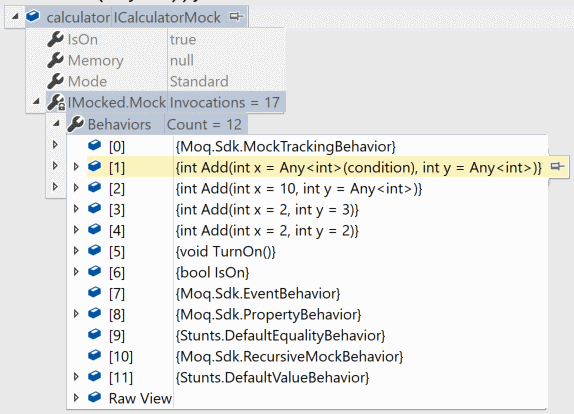 calculator ICalculatorMock
IsOn true
Memory null
Mode Standard
IMocked.Mock Invocations = 17
Behaviors Count = 12
[0] {Moq.Sdk.MockTrackingBehavior}
[1] {int Add(int x = Any<int>(condition), int y = Any<int>)}
[2] {int Add(int x = 10, int y = Any<int>)}
[3] {int Add(int x = 2, int y = 3)}
[4] {int Add(int x = 2, int y = 2)}
[5] {void TurnOn()}
[6] {bool IsOn}
[7] {Moq.Sdk.EventBehavior}
[8] {Moq.Sdk.PropertyBehavior}
[9] {Stunts.DefaultEqualityBehavior}
[10] {Moq.Sdk.RecursiveMockBehavior}
[11] {Stunts.DefaultValueBehavior}
Raw View